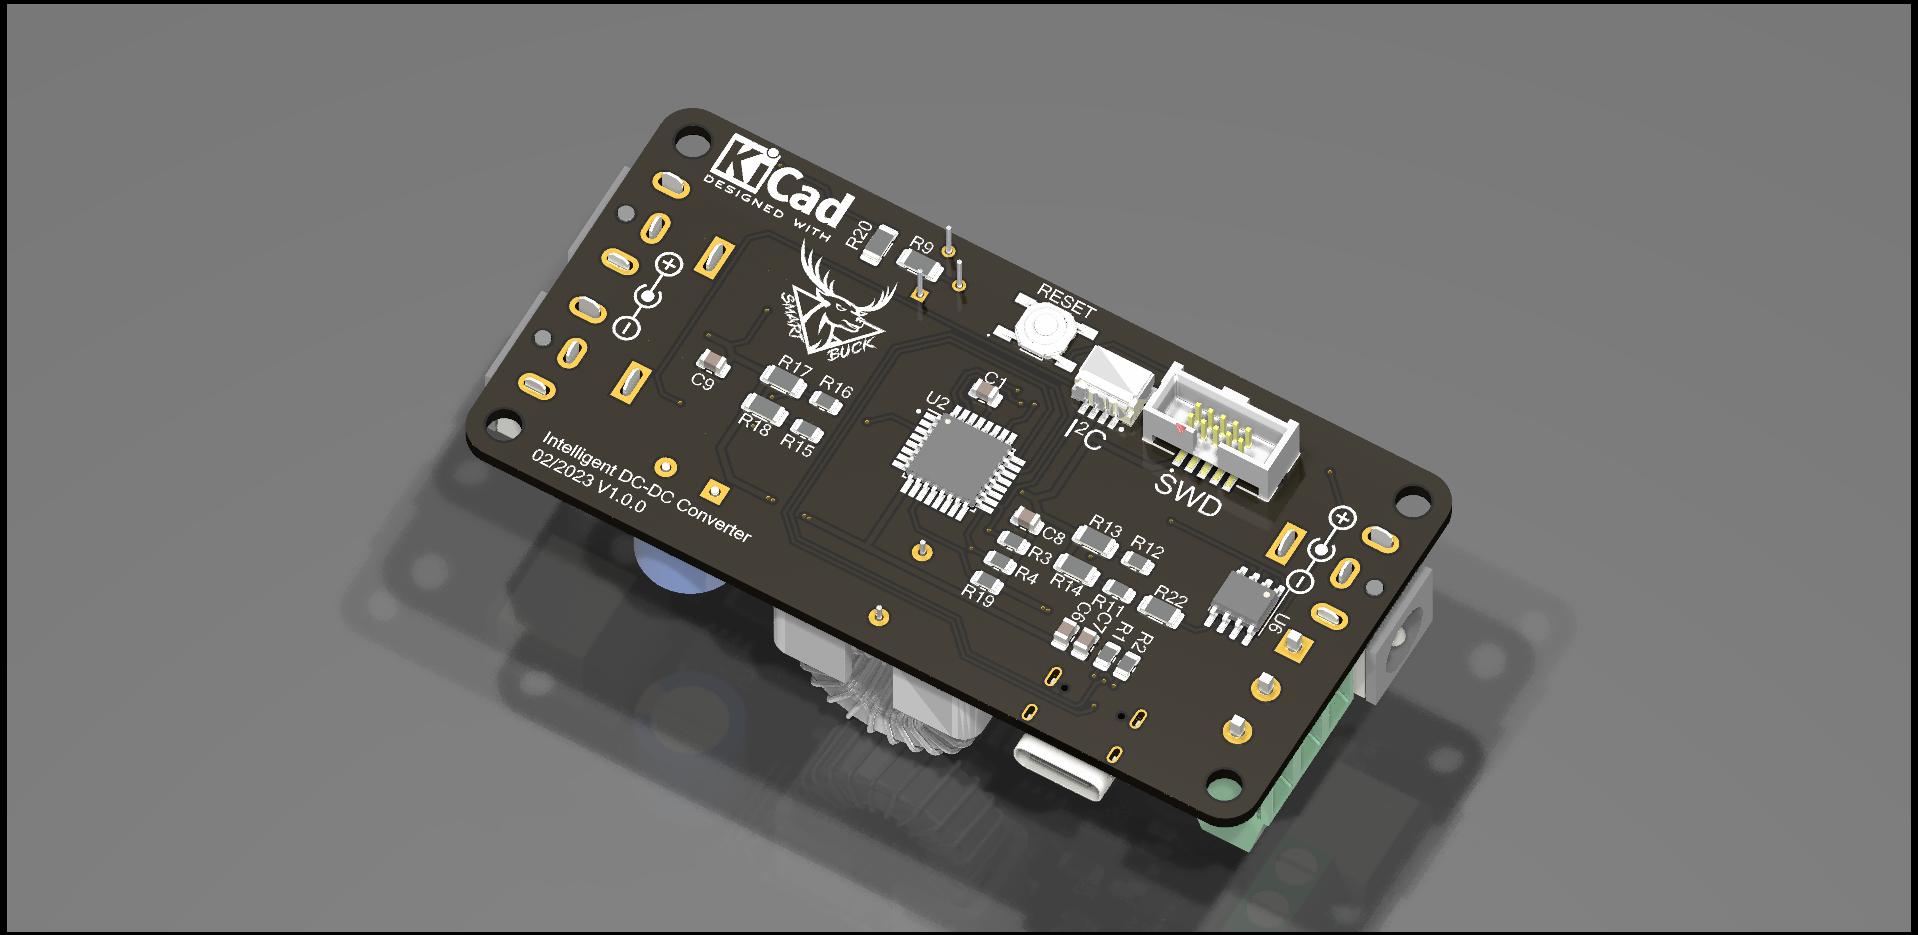 KiCad
DESIGNED WITH
R20
R9
RESET
SMART
BUCK
C9
R17
R16
R18
R15
C1
U2
I²C
SWD
Intelligent DC-DC Converter
02/2023 V1.0.0
C8
R3
R4
R19
R13
R12
R14
R11
R22
C6
C7
R1
R2
U6
+
−
+
−